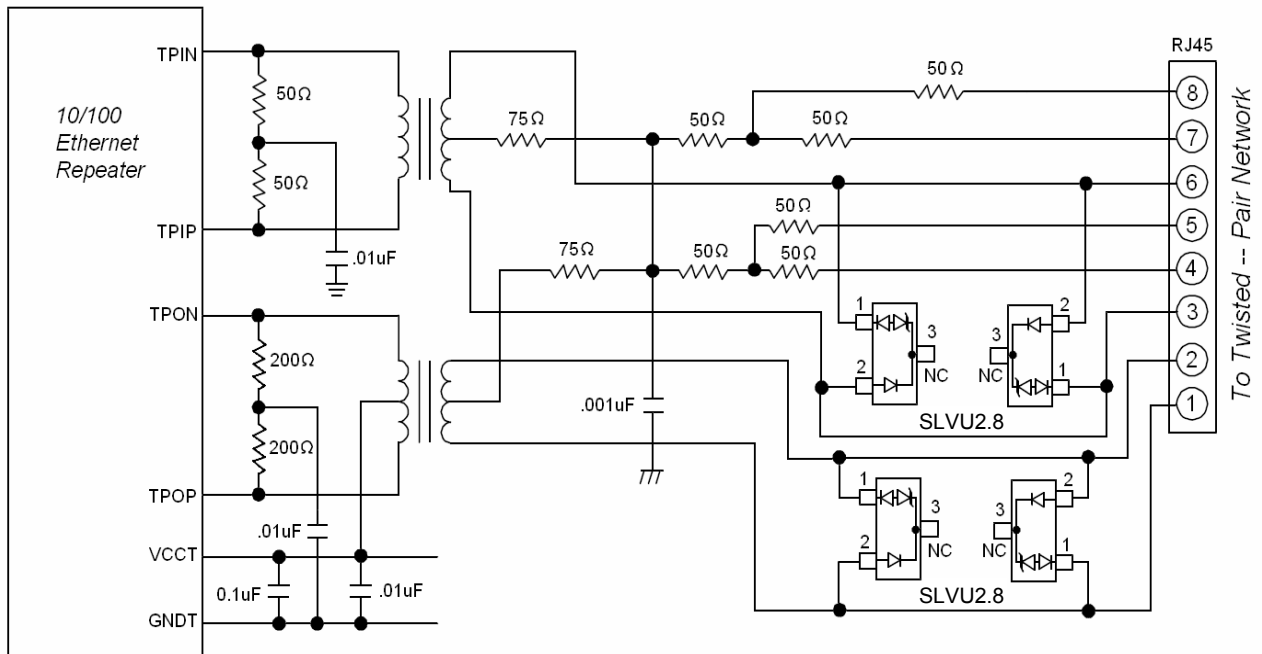 TPIN
10/100
Ethernet
Repeater
TPIP
TPON
TPOP
VCCT
GNDT
50Ω
50Ω
.01uF
200Ω
200Ω
.01uF
0.1uF
.01uF
75Ω
75Ω
50Ω
50Ω
50Ω
50Ω
50Ω
50Ω
.001uF
1
2
3
NC
3
NC
2
1
SLVU2.8
1
2
3
NC
3
NC
2
1
SLVU2.8
RJ45
8
7
6
5
4
3
2
1
To Twisted -- Pair Network